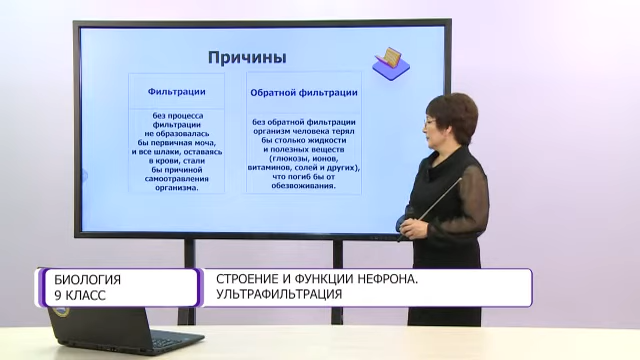 Причины
Фильтрации
без процесса
фильтрации
не образовалась
бы первичная моча,
и все шлаки, оставаясь
в крови, стали
бы причиной
самоотравления
организма.
Обратной фильтрации
без обратной фильтрации
организм человека терял
бы столько жидкости
и полезных веществ
(глюкозы, ионов,
витаминов, солей и других),
что погиб бы от
обезвоживания.
БИОЛОГИЯ
9 КЛАСС
СТРОЕНИЕ И ФУНКЦИИ НЕФРОНА.
УЛЬТРАФИЛЬТРАЦИЯ